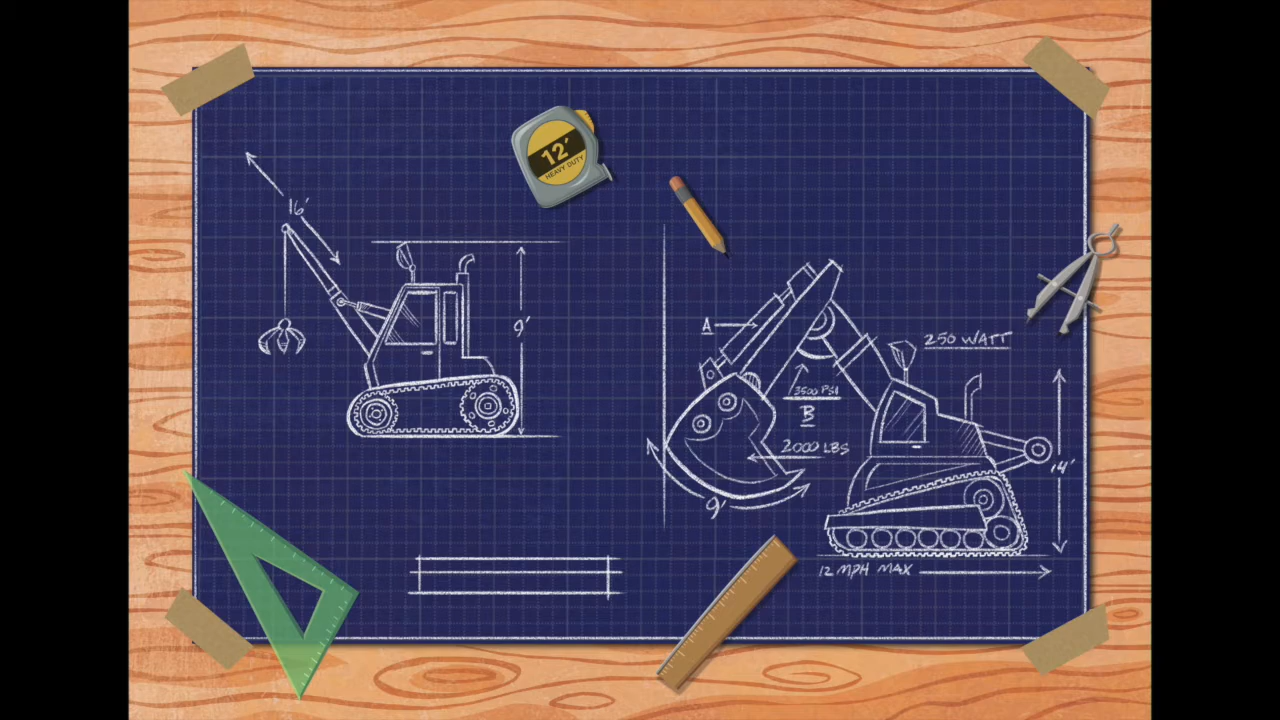 12'
HEAVY DUTY
16'
9'
A
250 WATT
3500 PSI
B
2000 LBS
14'
9'
12 MPH MAX